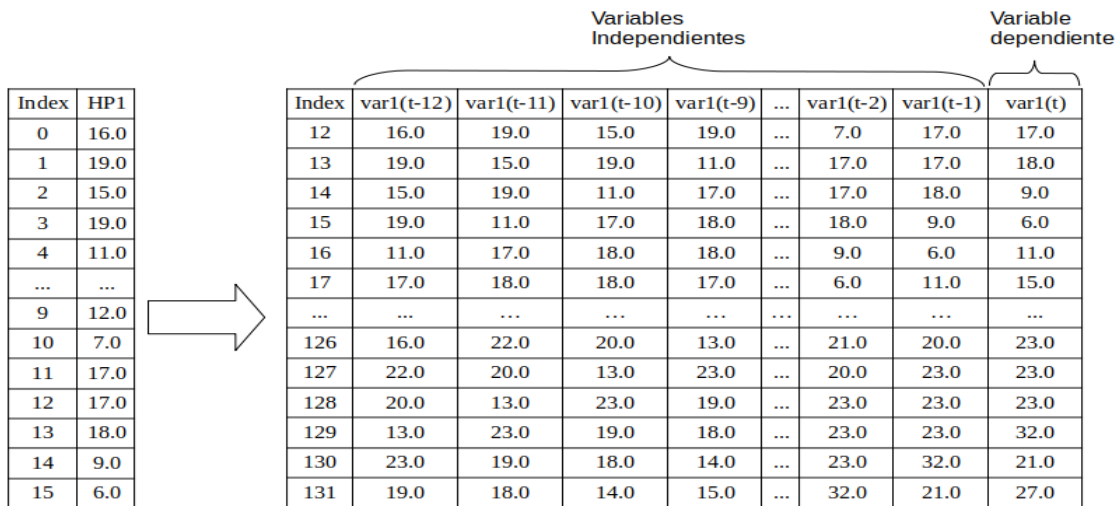 Variables
Independientes
Variable
dependiente
Index HP1
0 16.0
1 19.0
2 15.0
3 19.0
4 11.0
... ...
9 12.0
10 7.0
11 17.0
12 17.0
13 18.0
14 9.0
15 6.0
Index var1(t-12) var1(t-11) var1(t-10) var1(t-9) ... var1(t-2) var1(t-1) var1(t)
12 16.0 19.0 15.0 19.0 ... 7.0 17.0 17.0
13 19.0 15.0 19.0 11.0 ... 17.0 17.0 18.0
14 15.0 19.0 11.0 17.0 ... 17.0 18.0 9.0
15 19.0 11.0 17.0 18.0 ... 18.0 9.0 6.0
16 11.0 17.0 18.0 18.0 ... 9.0 6.0 11.0
17 17.0 18.0 18.0 17.0 ... 6.0 11.0 15.0
... ... ... ... ... ... ... ... ...
126 16.0 22.0 20.0 13.0 ... 21.0 20.0 23.0
127 22.0 20.0 13.0 23.0 ... 20.0 23.0 23.0
128 20.0 13.0 23.0 19.0 ... 23.0 23.0 23.0
129 13.0 23.0 19.0 18.0 ... 23.0 23.0 32.0
130 23.0 19.0 18.0 14.0 ... 23.0 32.0 21.0
131 19.0 18.0 14.0 15.0 ... 32.0 21.0 27.0